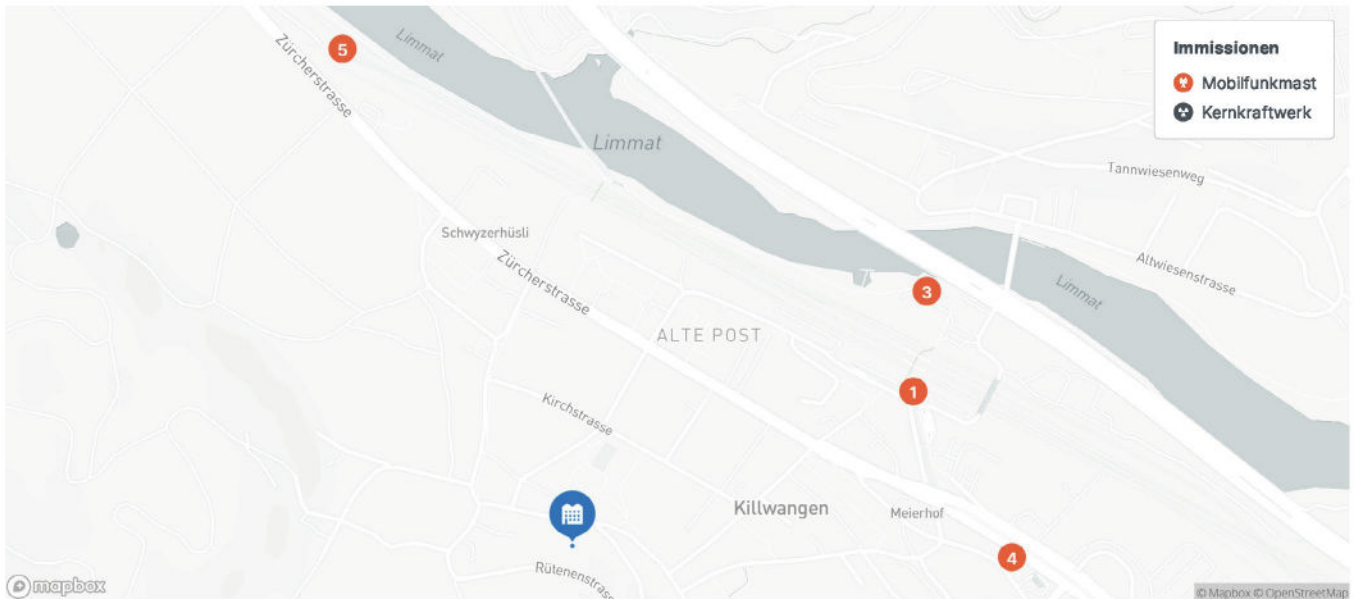 5
Limmat
Zürcherstrasse
Limmat
Immissionen
Mobilfunkmast
Kernkraftwerk
Tannwiesenweg
Schwyzerhüsli
Zürcherstrasse
Altwiesenstrasse
Limmat
3
ALTE POST
1
Kirchstrasse
Killwangen
Meierhof
4
Rütenenstrass
mapbox
© Mapbox © OpenStreetMap